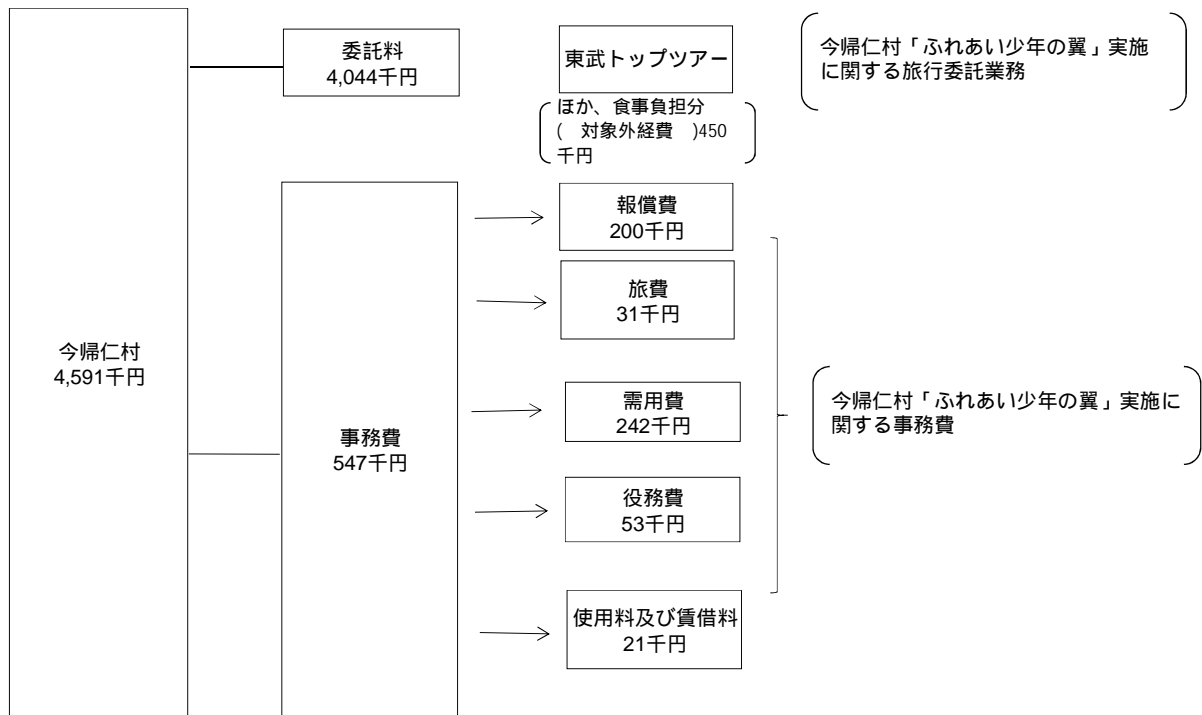 今帰仁村
4,591千円
委託料
4,044千円
東武トップツアー
ほか、食事負担分
(　対象外経費　)450
千円
今帰仁村「ふれあい少年の翼」実施
に関する旅行委託業務
事務費
547千円
報償費
200千円
旅費
31千円
需用費
242千円
役務費
53千円
使用料及び賃借料
21千円
今帰仁村「ふれあい少年の翼」実施に
関する事務費